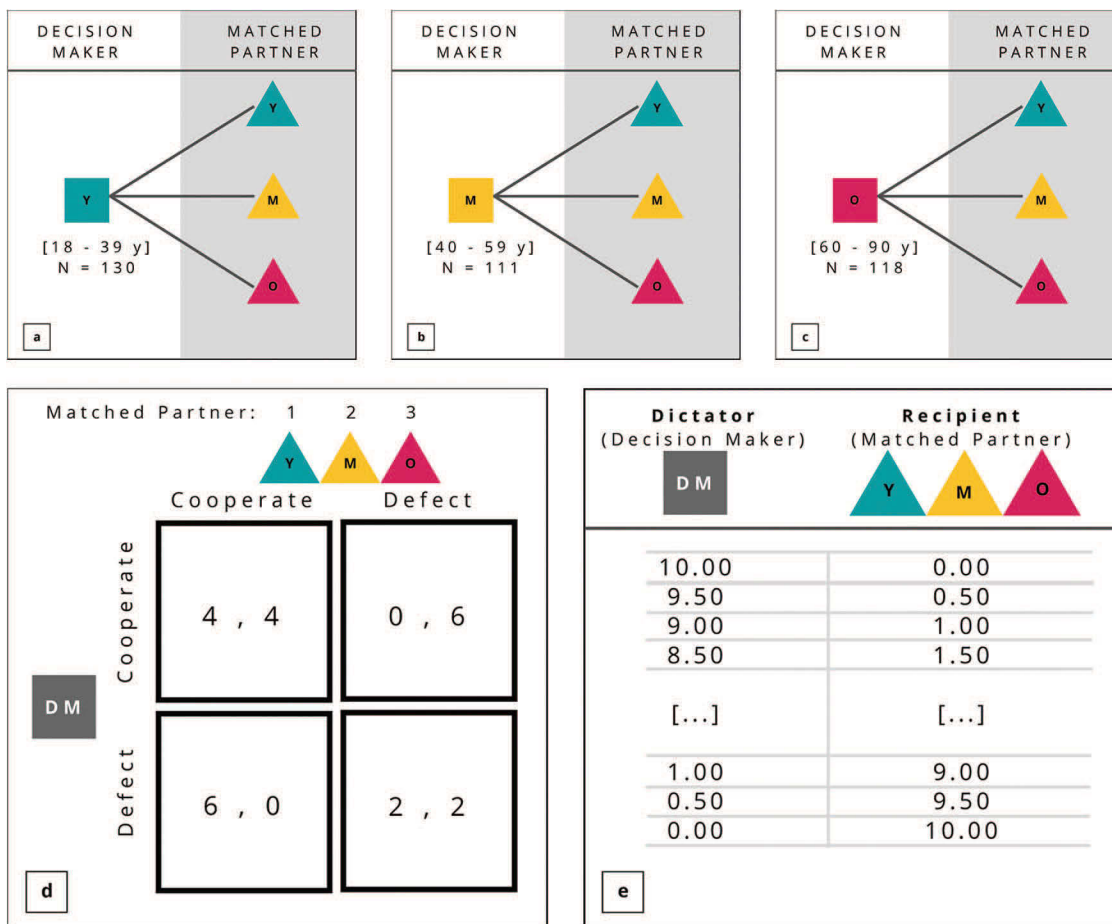 DECISION MAKER
MATCHED PARTNER
Y
Y
M
O
[18 - 39 y]
N = 130
a
DECISION MAKER
MATCHED PARTNER
Y
M
M
O
[40 - 59 y]
N = 111
b
DECISION MAKER
MATCHED PARTNER
Y
O
M
O
[60 - 90 y]
N = 118
c
Matched Partner: 1 2 3
Y M O
Cooperate Defect
Cooperate
4 , 4 0 , 6
DM
Defect
6 , 0 2 , 2
d
Dictator Recipient
(Decision Maker) (Matched Partner)
DM Y M O
10.00 0.00
9.50 0.50
9.00 1.00
8.50 1.50
[...] [...]
1.00 9.00
0.50 9.50
0.00 10.00
e